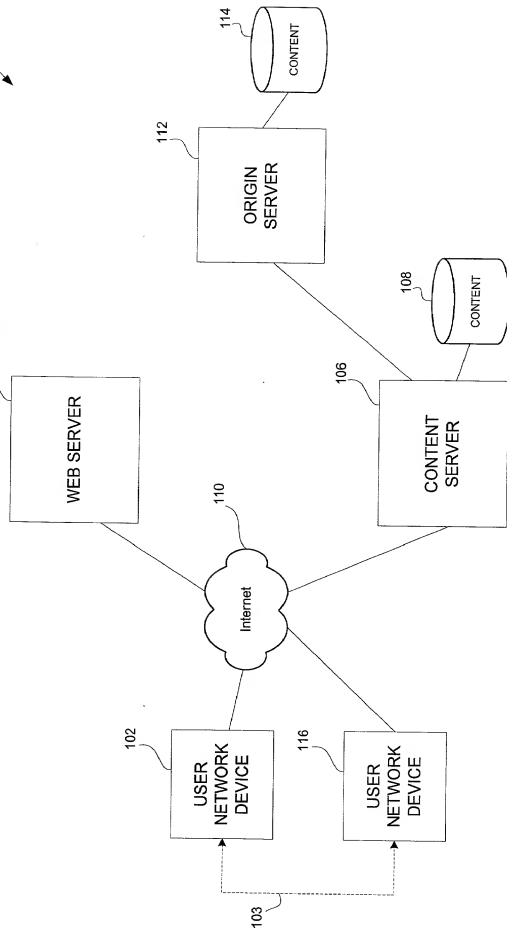 WEB SERVER
112
ORIGIN
SERVER
114
CONTENT
110
Internet
102
USER
NETWORK
DEVICE
103
116
USER
NETWORK
DEVICE
106
CONTENT
SERVER
108
CONTENT